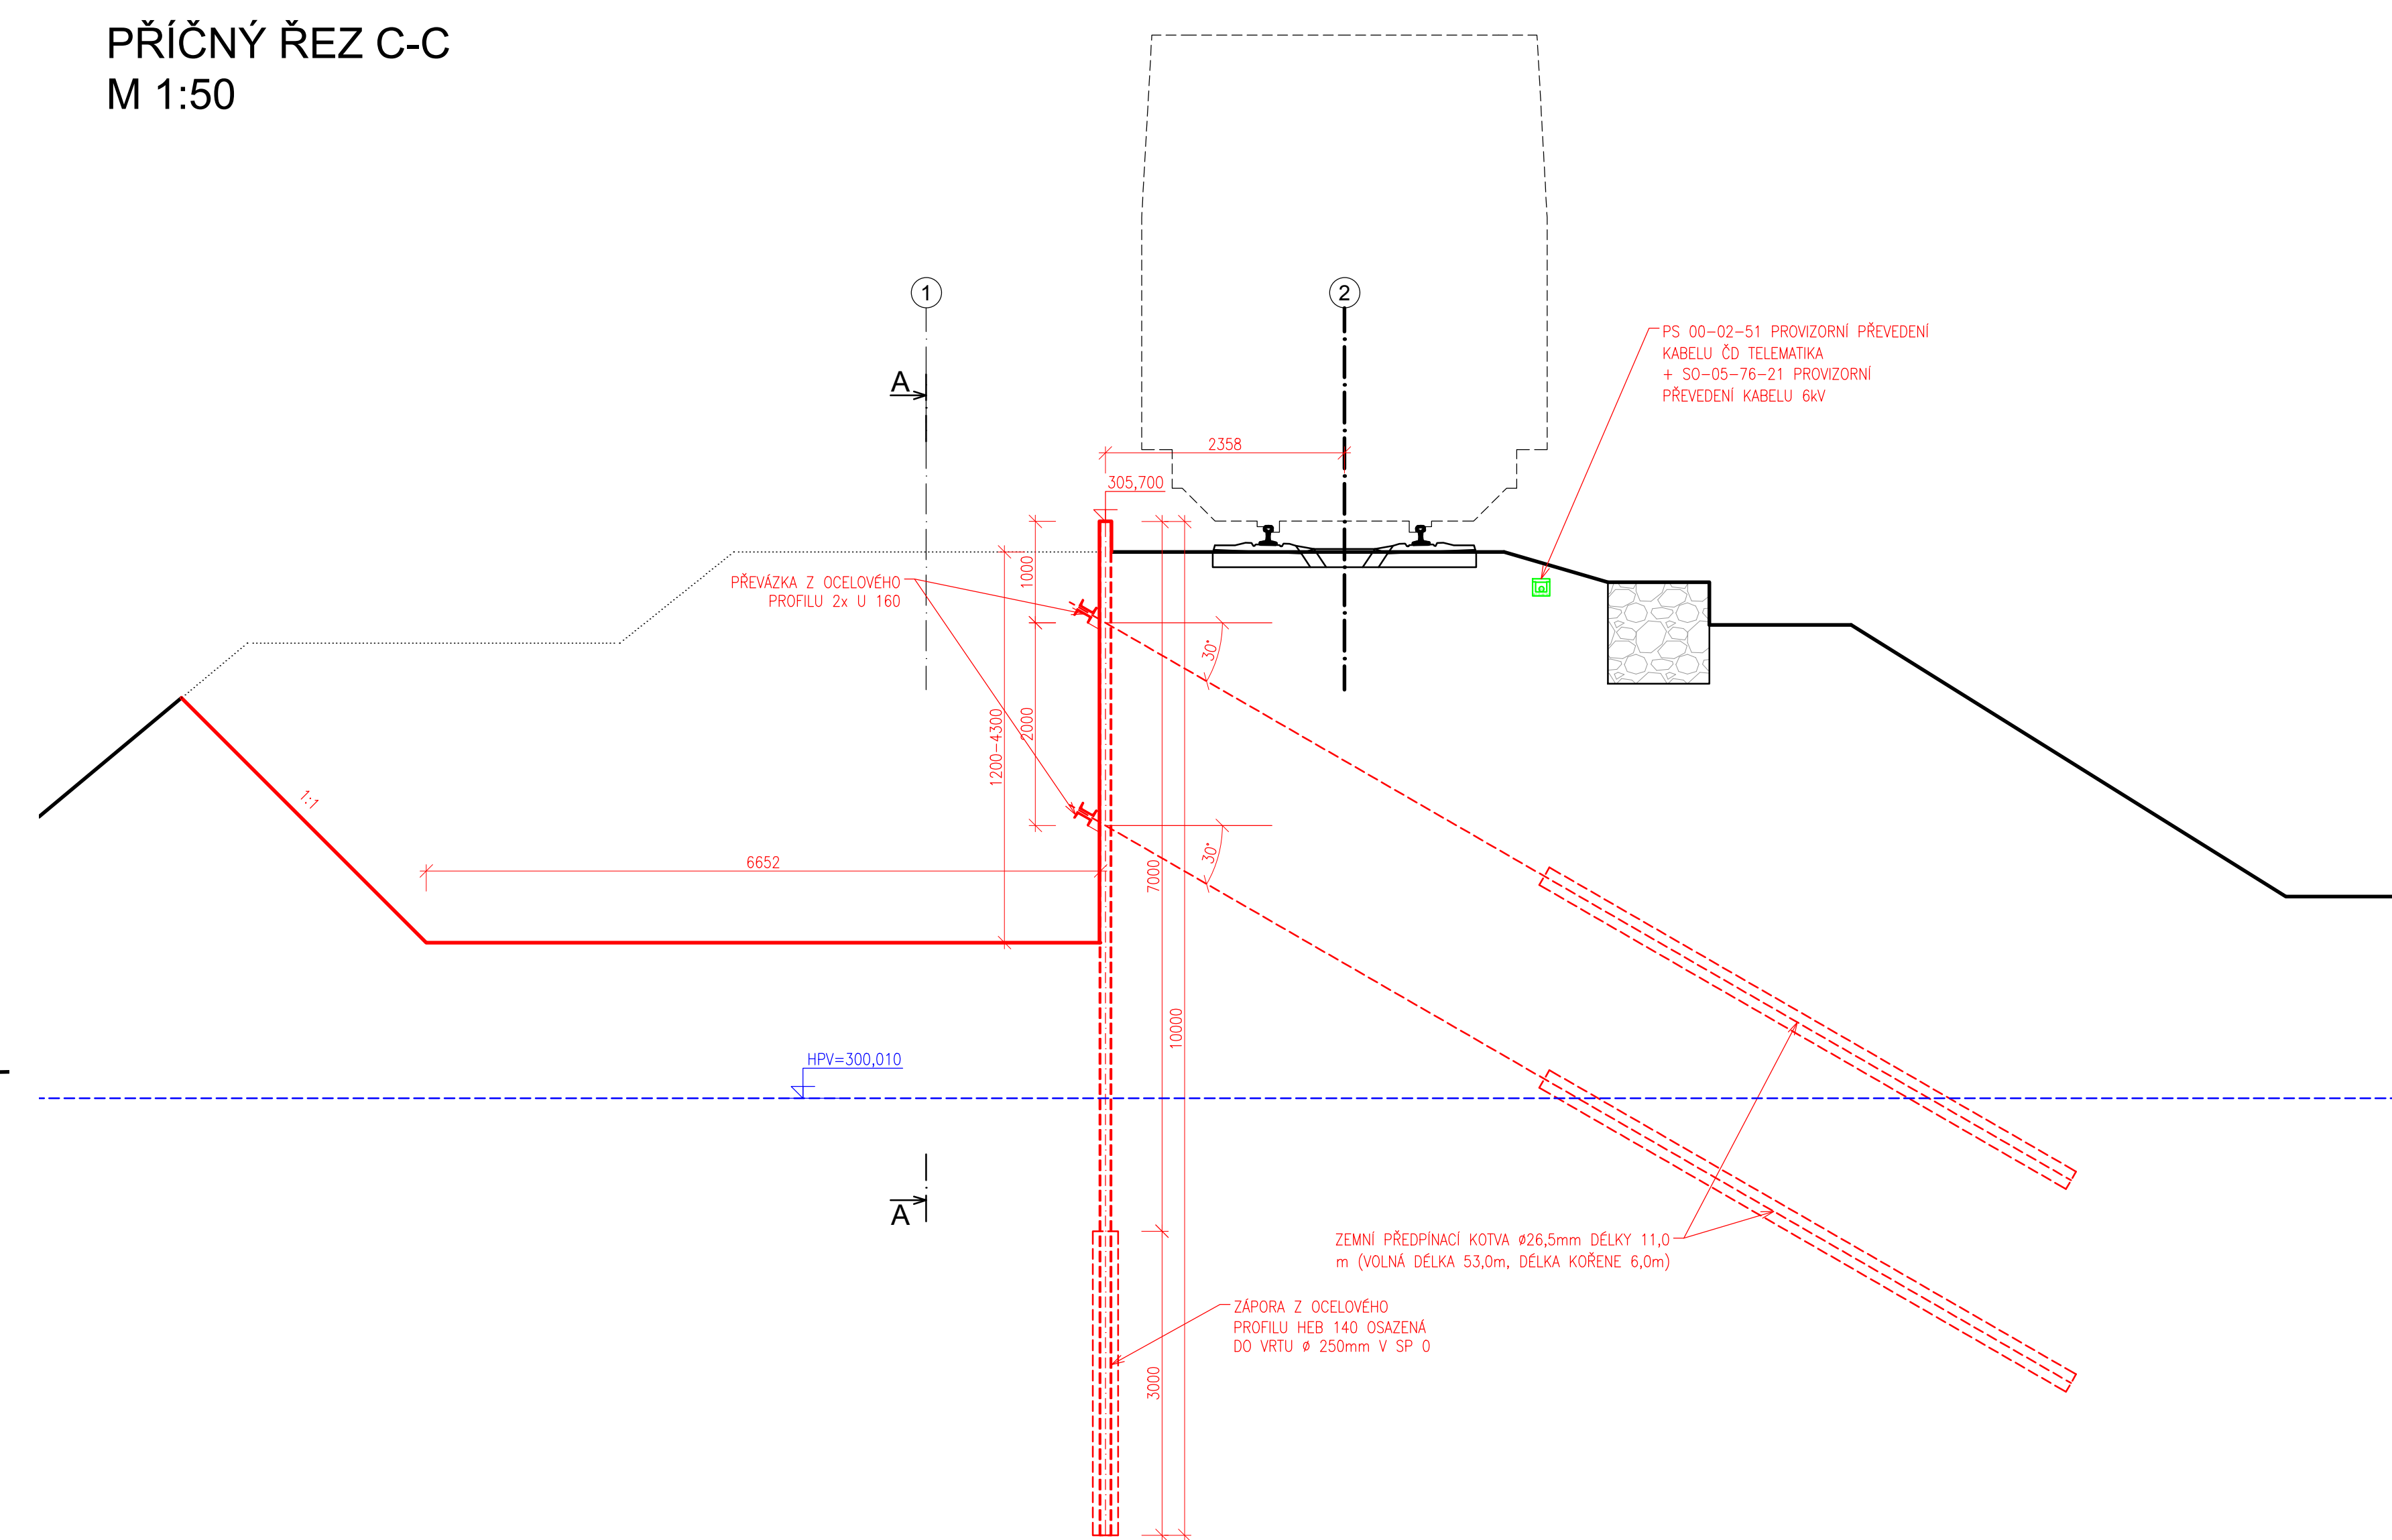 PŘÍČNÝ ŘEZ C-C
M 1:50
1
2
PS 00-02-51 PROVIZORNÍ PŘEVEDENÍ
KABELU ČD TELEMATIKA
+ SO-05-76-21 PROVIZORNÍ
PŘEVEDENÍ KABELU 6kV
A
2358
305,700
1000
PŘEVÁZKA Z OCELOVÉHO
PROFILU 2x U 160
30°
2000
1200-4300
1:1
30°
6652
7000
10000
HPV=300,010
A
ZEMNÍ PŘEDPÍNACÍ KOTVA ø26,5mm DÉLKY 11,0
m (VOLNÁ DÉLKA 53,0m, DÉLKA KOŘENE 6,0m)
ZÁPORA Z OCELOVÉHO
PROFILU HEB 140 OSAZENÁ
DO VRTU ø 250mm V SP 0
3000